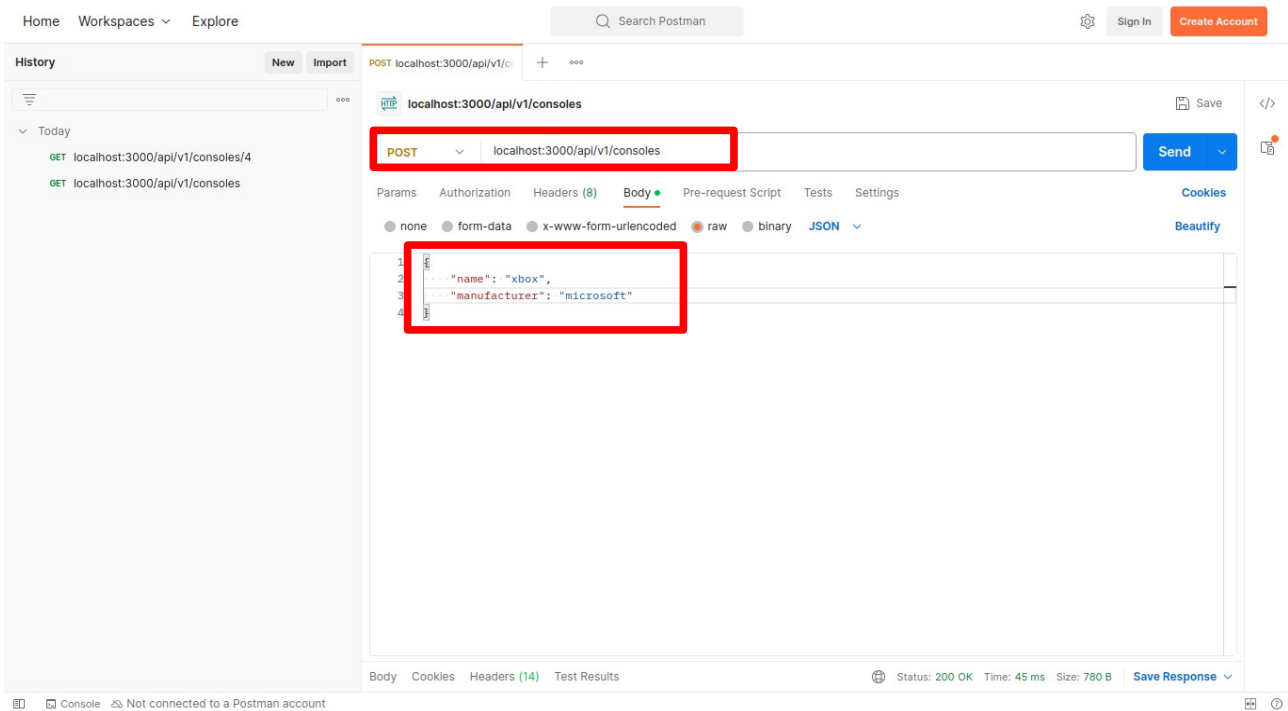 Home Workspaces Explore Search Postman Sign In Create Account
History New Import POST localhost:3000/api/v1/c
HTTP localhost:3000/api/v1/consoles Save
Today
GET localhost:3000/api/v1/consoles/4
GET localhost:3000/api/v1/consoles
POST localhost:3000/api/v1/consoles Send
Params Authorization Headers (8) Body Pre-request Script Tests Settings Cookies
none form-data x-www-form-urlencoded raw binary JSON Beautify
1 {
2 "name": "xbox",
3 "manufacturer": "microsoft"
4 }
Body Cookies Headers (14) Test Results Status: 200 OK Time: 45 ms Size: 780 B Save Response
Console Not connected to a Postman account